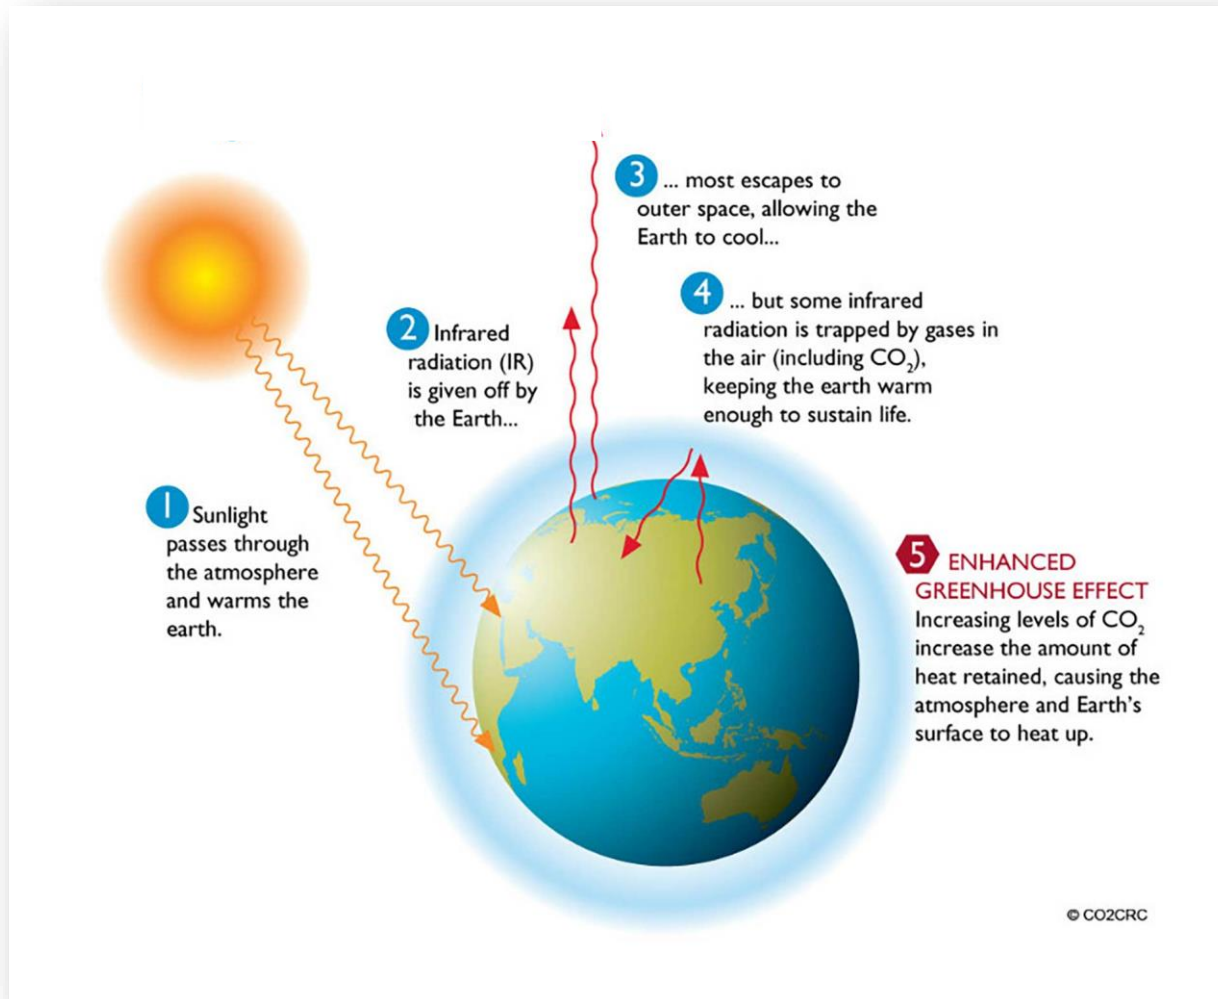 1 Sunlight
passes through
the atmosphere
and warms the
earth.
2 Infrared
radiation (IR)
is given off by
the Earth...
3 ... most escapes to
outer space, allowing the
Earth to cool...
4 ... but some infrared
radiation is trapped by gases in
the air (including CO₂),
keeping the earth warm
enough to sustain life.
5 ENHANCED
GREENHOUSE EFFECT
Increasing levels of CO₂
increase the amount of
heat retained, causing the
atmosphere and Earth's
surface to heat up.
© CO2CRC